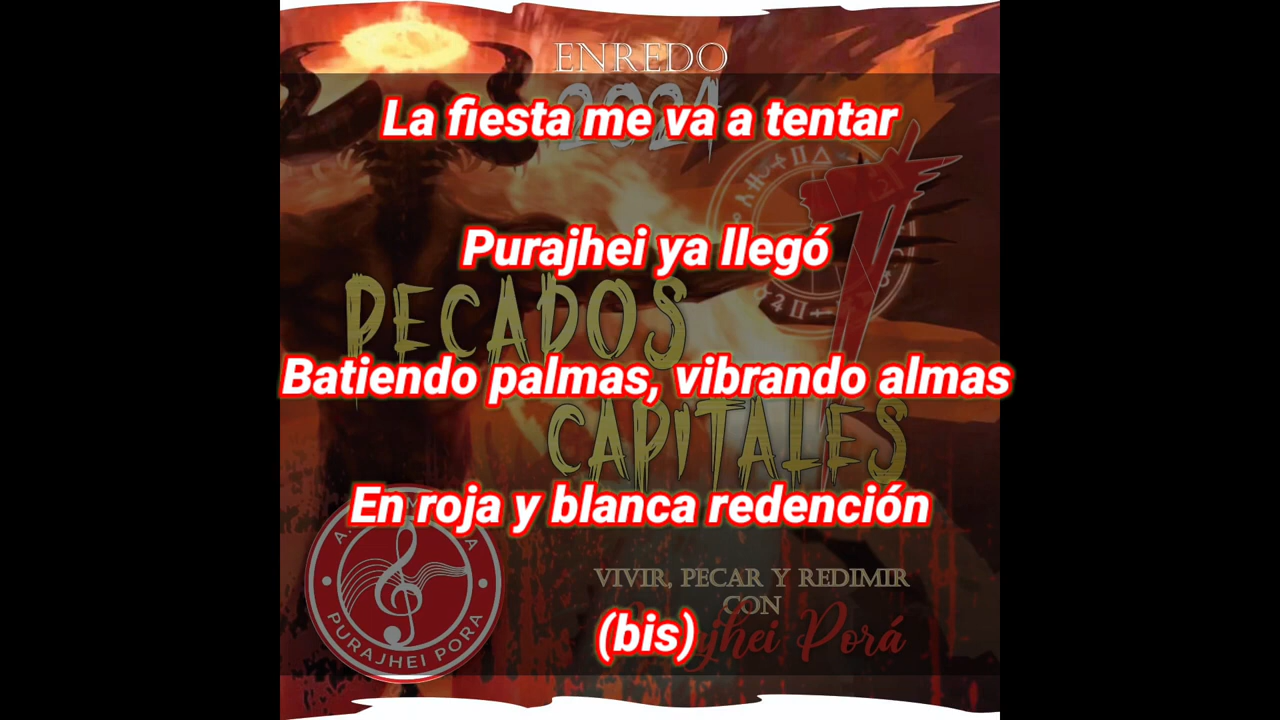 ENREDO
2024
La fiesta me va a tentar
Purajhei ya llegó
PECADOS
Batiendo palmas, vibrando almas
CAPITALES
En roja y blanca redención
VIVIR, PECAR Y REDIMIR
CON
(bis)
Porá
PURAJHEI PORA